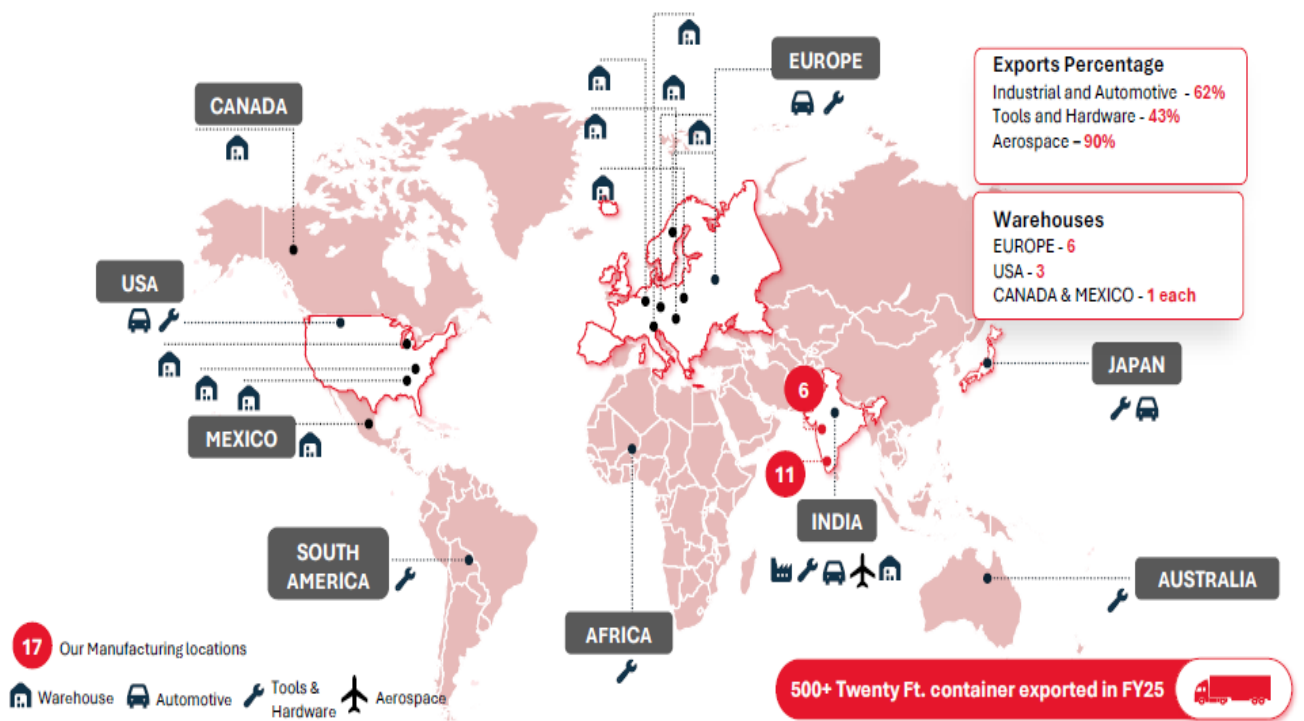 EUROPE
CANADA
Exports Percentage
Industrial and Automotive - 62%
Tools and Hardware - 43%
Aerospace – 90%
Warehouses
EUROPE - 6
USA - 3
CANADA & MEXICO - 1 each
USA
JAPAN
6
MEXICO
11
INDIA
SOUTH
AMERICA
AUSTRALIA
AFRICA
17 Our Manufacturing locations
Warehouse
Automotive
Tools &
Hardware
Aerospace
500+ Twenty Ft. container exported in FY25